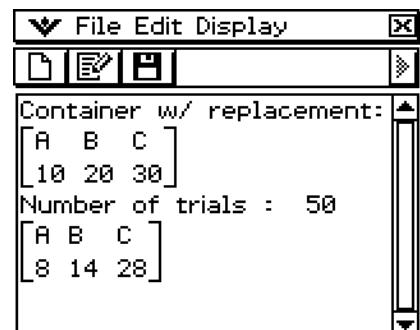 File Edit Display
Container w/ replacement:
A B C
10 20 30
Number of trials : 50
A B C
8 14 28